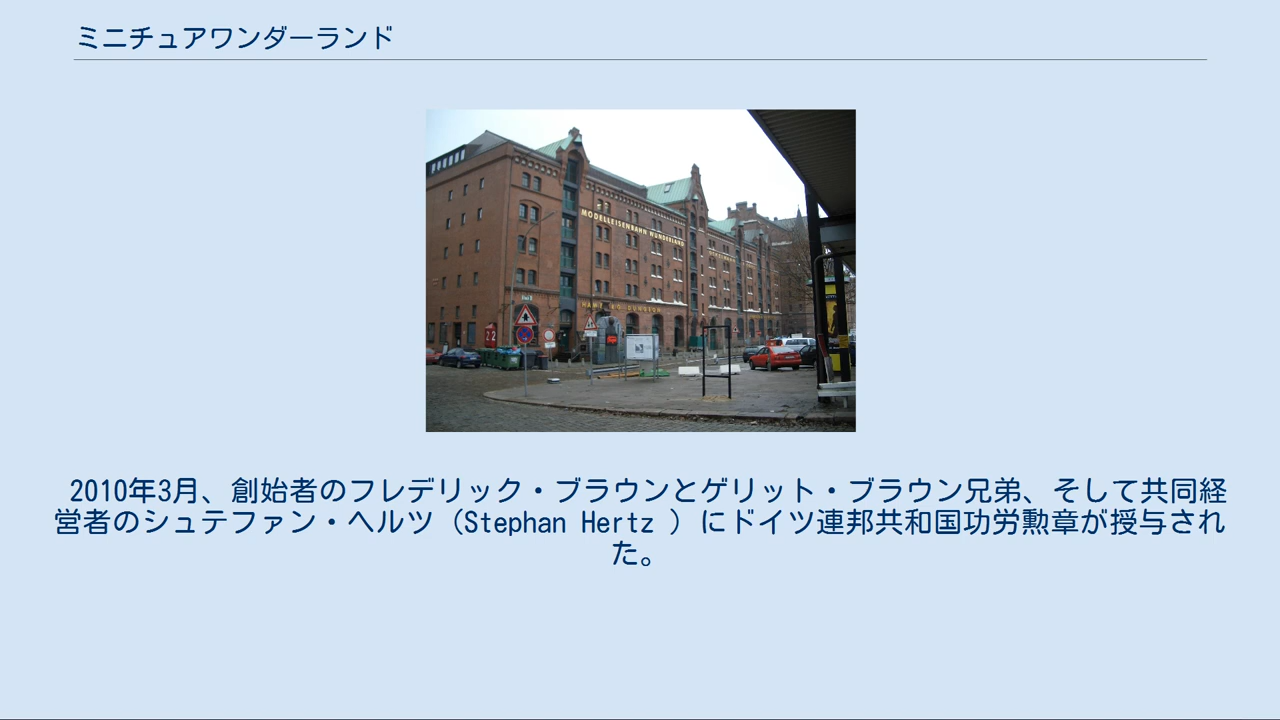 ミニチュアワンダーランド
MODELLEISENBAHN WUNDERLAND
HAMBURG DUNGEON
2010年3月、創始者のフレデリック・ブラウンとゲリット・ブラウン兄弟、そして共同経
営者のシュテファン・ヘルツ（Stephan Hertz ）にドイツ連邦共和国功労勲章が授与され
た。